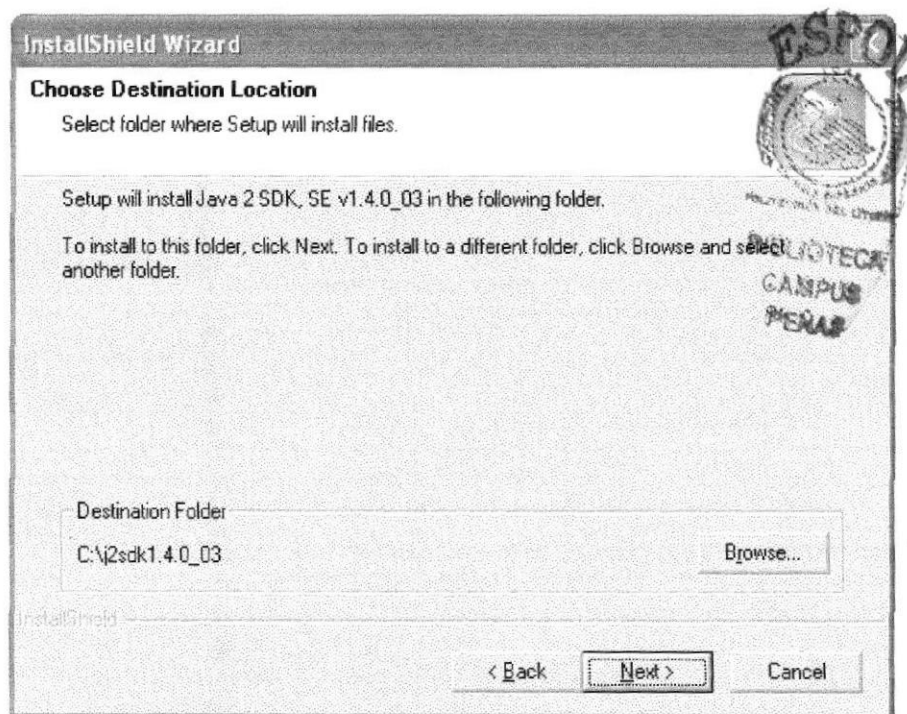 InstallShield Wizard
ESPOL
Choose Destination Location
Select folder where Setup will install files.
Setup will install Java 2 SDK, SE v1.4.0_03 in the following folder.
To install to this folder, click Next. To install to a different folder, click Browse and select
another folder.
BIBLIOTECA
CAMPUS
PEÑAS
Destination Folder
C:\j2sdk1.4.0_03
Browse...
InstallShield
< Back
Next >
Cancel